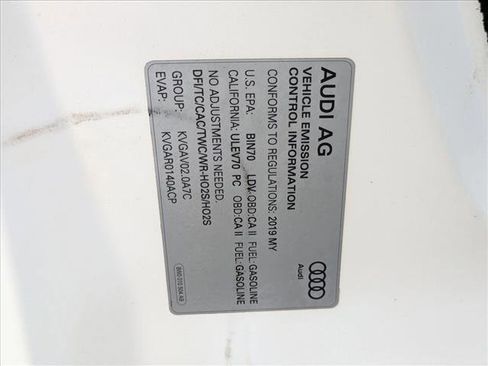 AUDI AG
VEHICLE EMISSION
CONTROL INFORMATION
Audi
CONFORMS TO REGULATIONS: 2019 MY
U.S. EPA: BIN70 LDV OBD:CA II FUEL:GASOLINE
CALIFORNIA: ULEV70 PC OBD:CA II FUEL:GASOLINE
NO ADJUSTMENTS NEEDED.
DFI/TC/CAC/TWC/WR-HO2S/HO2S
GROUP: KVGAV02.0A7C
EVAP: KVGAR0140ACP